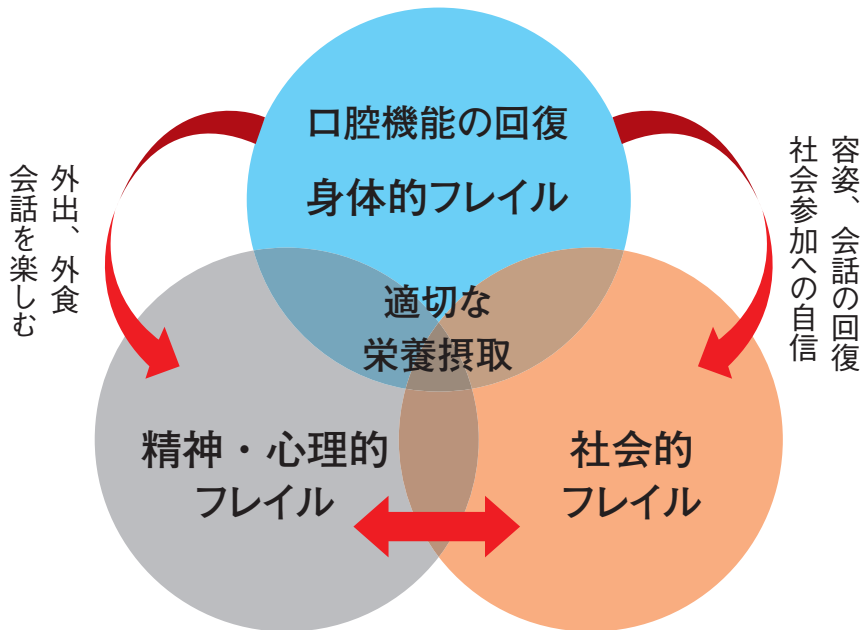 口腔機能の回復
身体的フレイル
適切な
栄養摂取
精神・心理的
フレイル
社会的
フレイル
外出、外食
会話を楽しむ
容姿、会話の回復
社会参加への自信